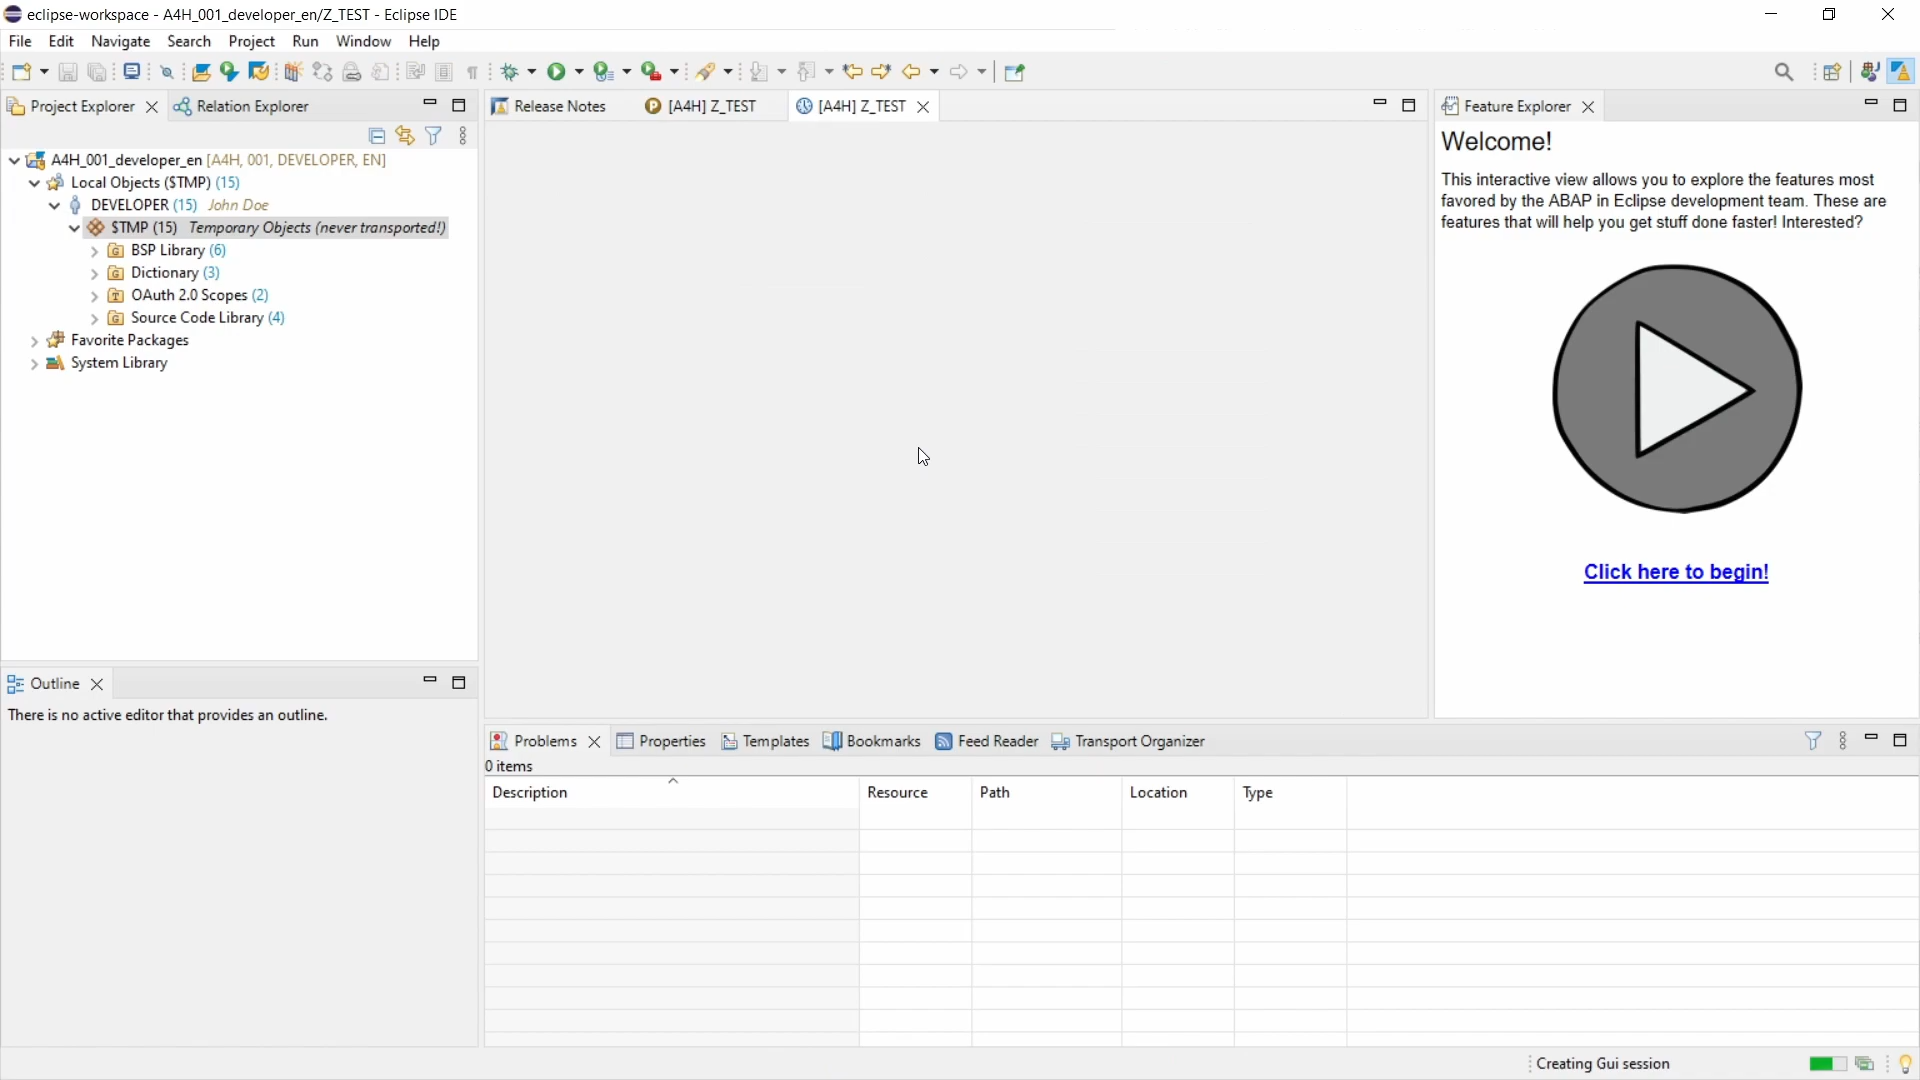 eclipse-workspace - A4H_001_developer_en/Z_TEST - Eclipse IDE
File Edit Navigate Search Project Run Window Help
Project Explorer Relation Explorer
A4H_001_developer_en [A4H, 001, DEVELOPER, EN]
Local Objects ($TMP) (15)
DEVELOPER (15) John Doe
$TMP (15) Temporary Objects (never transported!)
BSP Library (6)
Dictionary (3)
OAuth 2.0 Scopes (2)
Source Code Library (4)
Favorite Packages
System Library
Outline
There is no active editor that provides an outline.
Release Notes [A4H] Z_TEST [A4H] Z_TEST
Feature Explorer
Welcome!
This interactive view allows you to explore the features most
favored by the ABAP in Eclipse development team. These are
features that will help you get stuff done faster! Interested?
Click here to begin!
Problems Properties Templates Bookmarks Feed Reader Transport Organizer
0 items
Description Resource Path Location Type
Creating Gui session